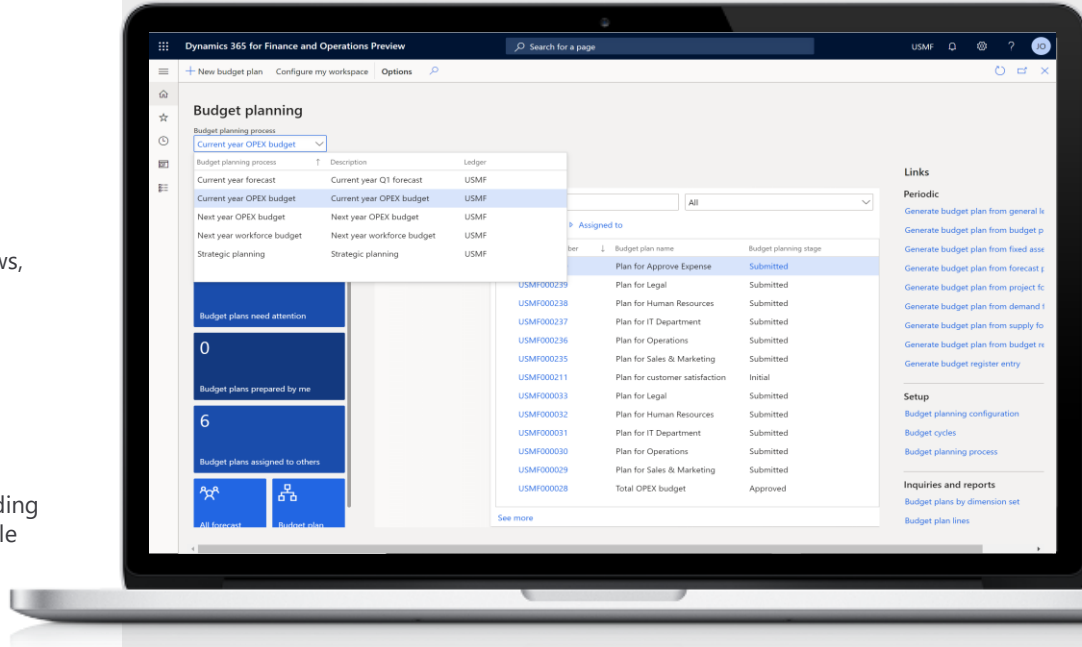 ws,
ding
le
Dynamics 365 for Finance and Operations Preview
Search for a page
USMF
?
JO
New budget plan Configure my workspace Options
Budget planning
Budget planning process
Current year OPEX budget
Budget planning process Description Ledger
Current year forecast Current year Q1 forecast USMF
Current year OPEX budget Current year OPEX budget USMF
Next year OPEX budget Next year OPEX budget USMF
Next year workforce budget Next year workforce budget USMF
Strategic planning Strategic planning USMF
Budget plans need attention
0
Budget plans prepared by me
6
Budget plans assigned to others
All forecast
Budget plan
All
Assigned to
ber Budget plan name Budget planning stage
Plan for Approve Expense Submitted
USMF000239 Plan for Legal Submitted
USMF000238 Plan for Human Resources Submitted
USMF000237 Plan for IT Department Submitted
USMF000236 Plan for Operations Submitted
USMF000235 Plan for Sales & Marketing Submitted
USMF000211 Plan for customer satisfaction Initial
USMF000033 Plan for Legal Submitted
USMF000032 Plan for Human Resources Submitted
USMF000031 Plan for IT Department Submitted
USMF000030 Plan for Operations Submitted
USMF000029 Plan for Sales & Marketing Submitted
USMF000028 Total OPEX budget Approved
See more
Links
Periodic
Generate budget plan from general
Generate budget plan from budget
Generate budget plan from fixed
Generate budget plan from forecast
Generate budget plan from project
Generate budget plan from demand
Generate budget plan from supply
Generate budget plan from budget
Generate budget register entry
Setup
Budget planning configuration
Budget cycles
Budget planning process
Inquiries and reports
Budget plans by dimension set
Budget plan lines